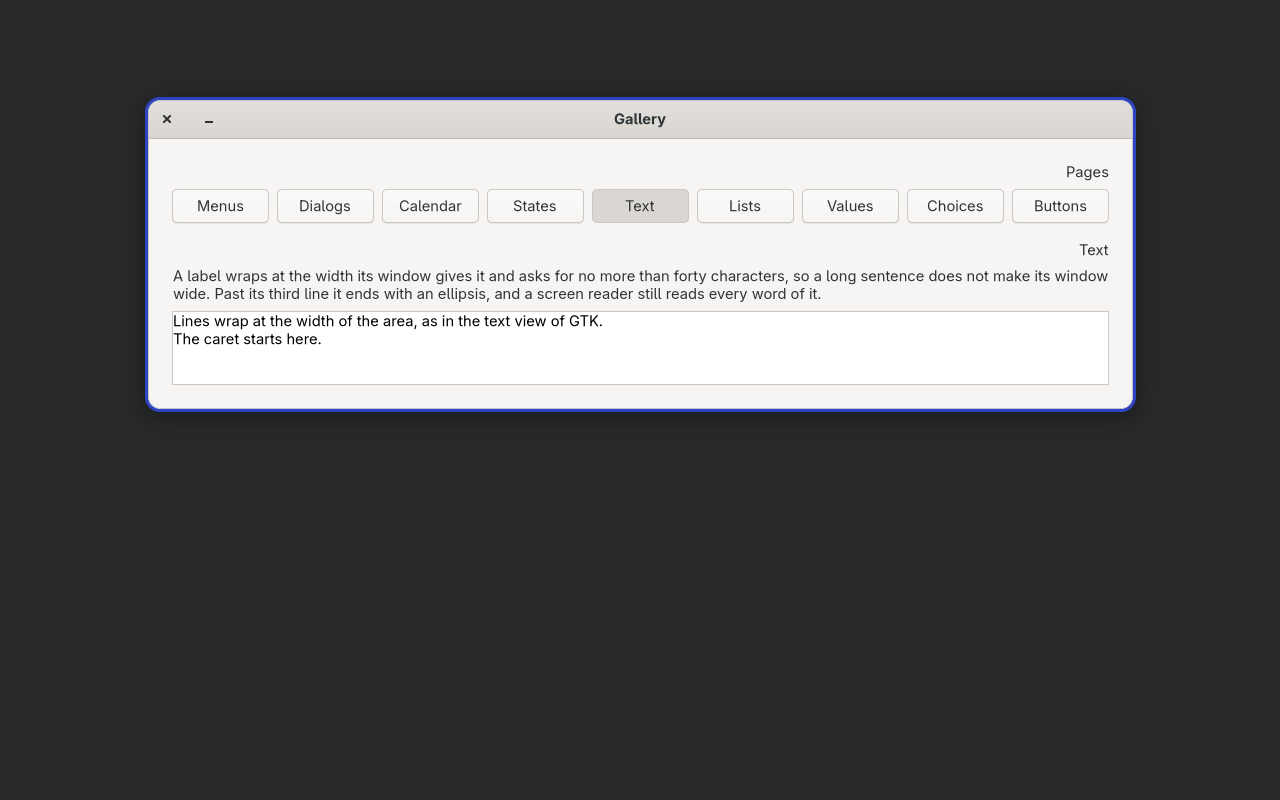 Gallery
Pages
Menus Dialogs Calendar States Text Lists Values Choices Buttons
Text
A label wraps at the width its window gives it and asks for no more than forty characters, so a long sentence does not make its window
wide. Past its third line it ends with an ellipsis, and a screen reader still reads every word of it.
Lines wrap at the width of the area, as in the text view of GTK.
The caret starts here.